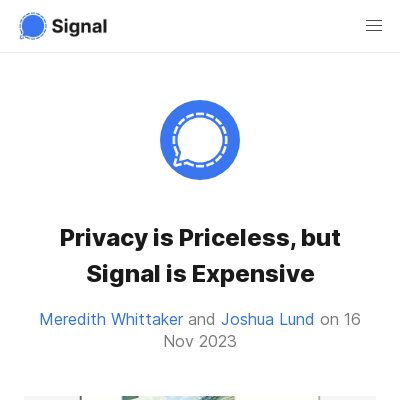 Signal
Privacy is Priceless, but
Signal is Expensive
Meredith Whittaker and Joshua Lund on 16
Nov 2023